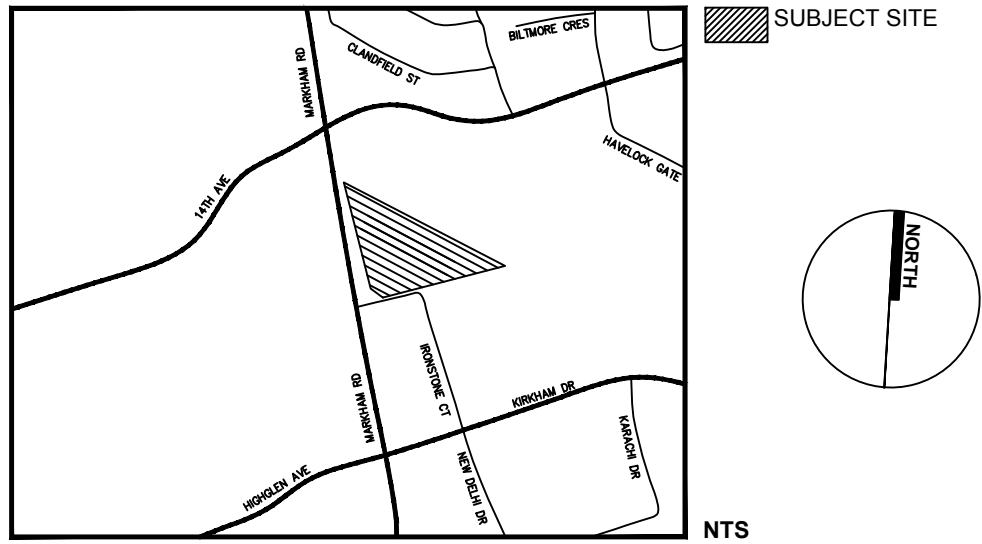 SUBJECT SITE
BILTMORE CRES
CLANDFIELD ST
MARKHAM RD
HAVELOCK GATE
14TH AVE
NORTH
IRONSTONE CT
MARKHAM RD
KIRKHAM DR
KARACHI DR
NEW DELHI DR
HIGHGLEN AVE
NTS